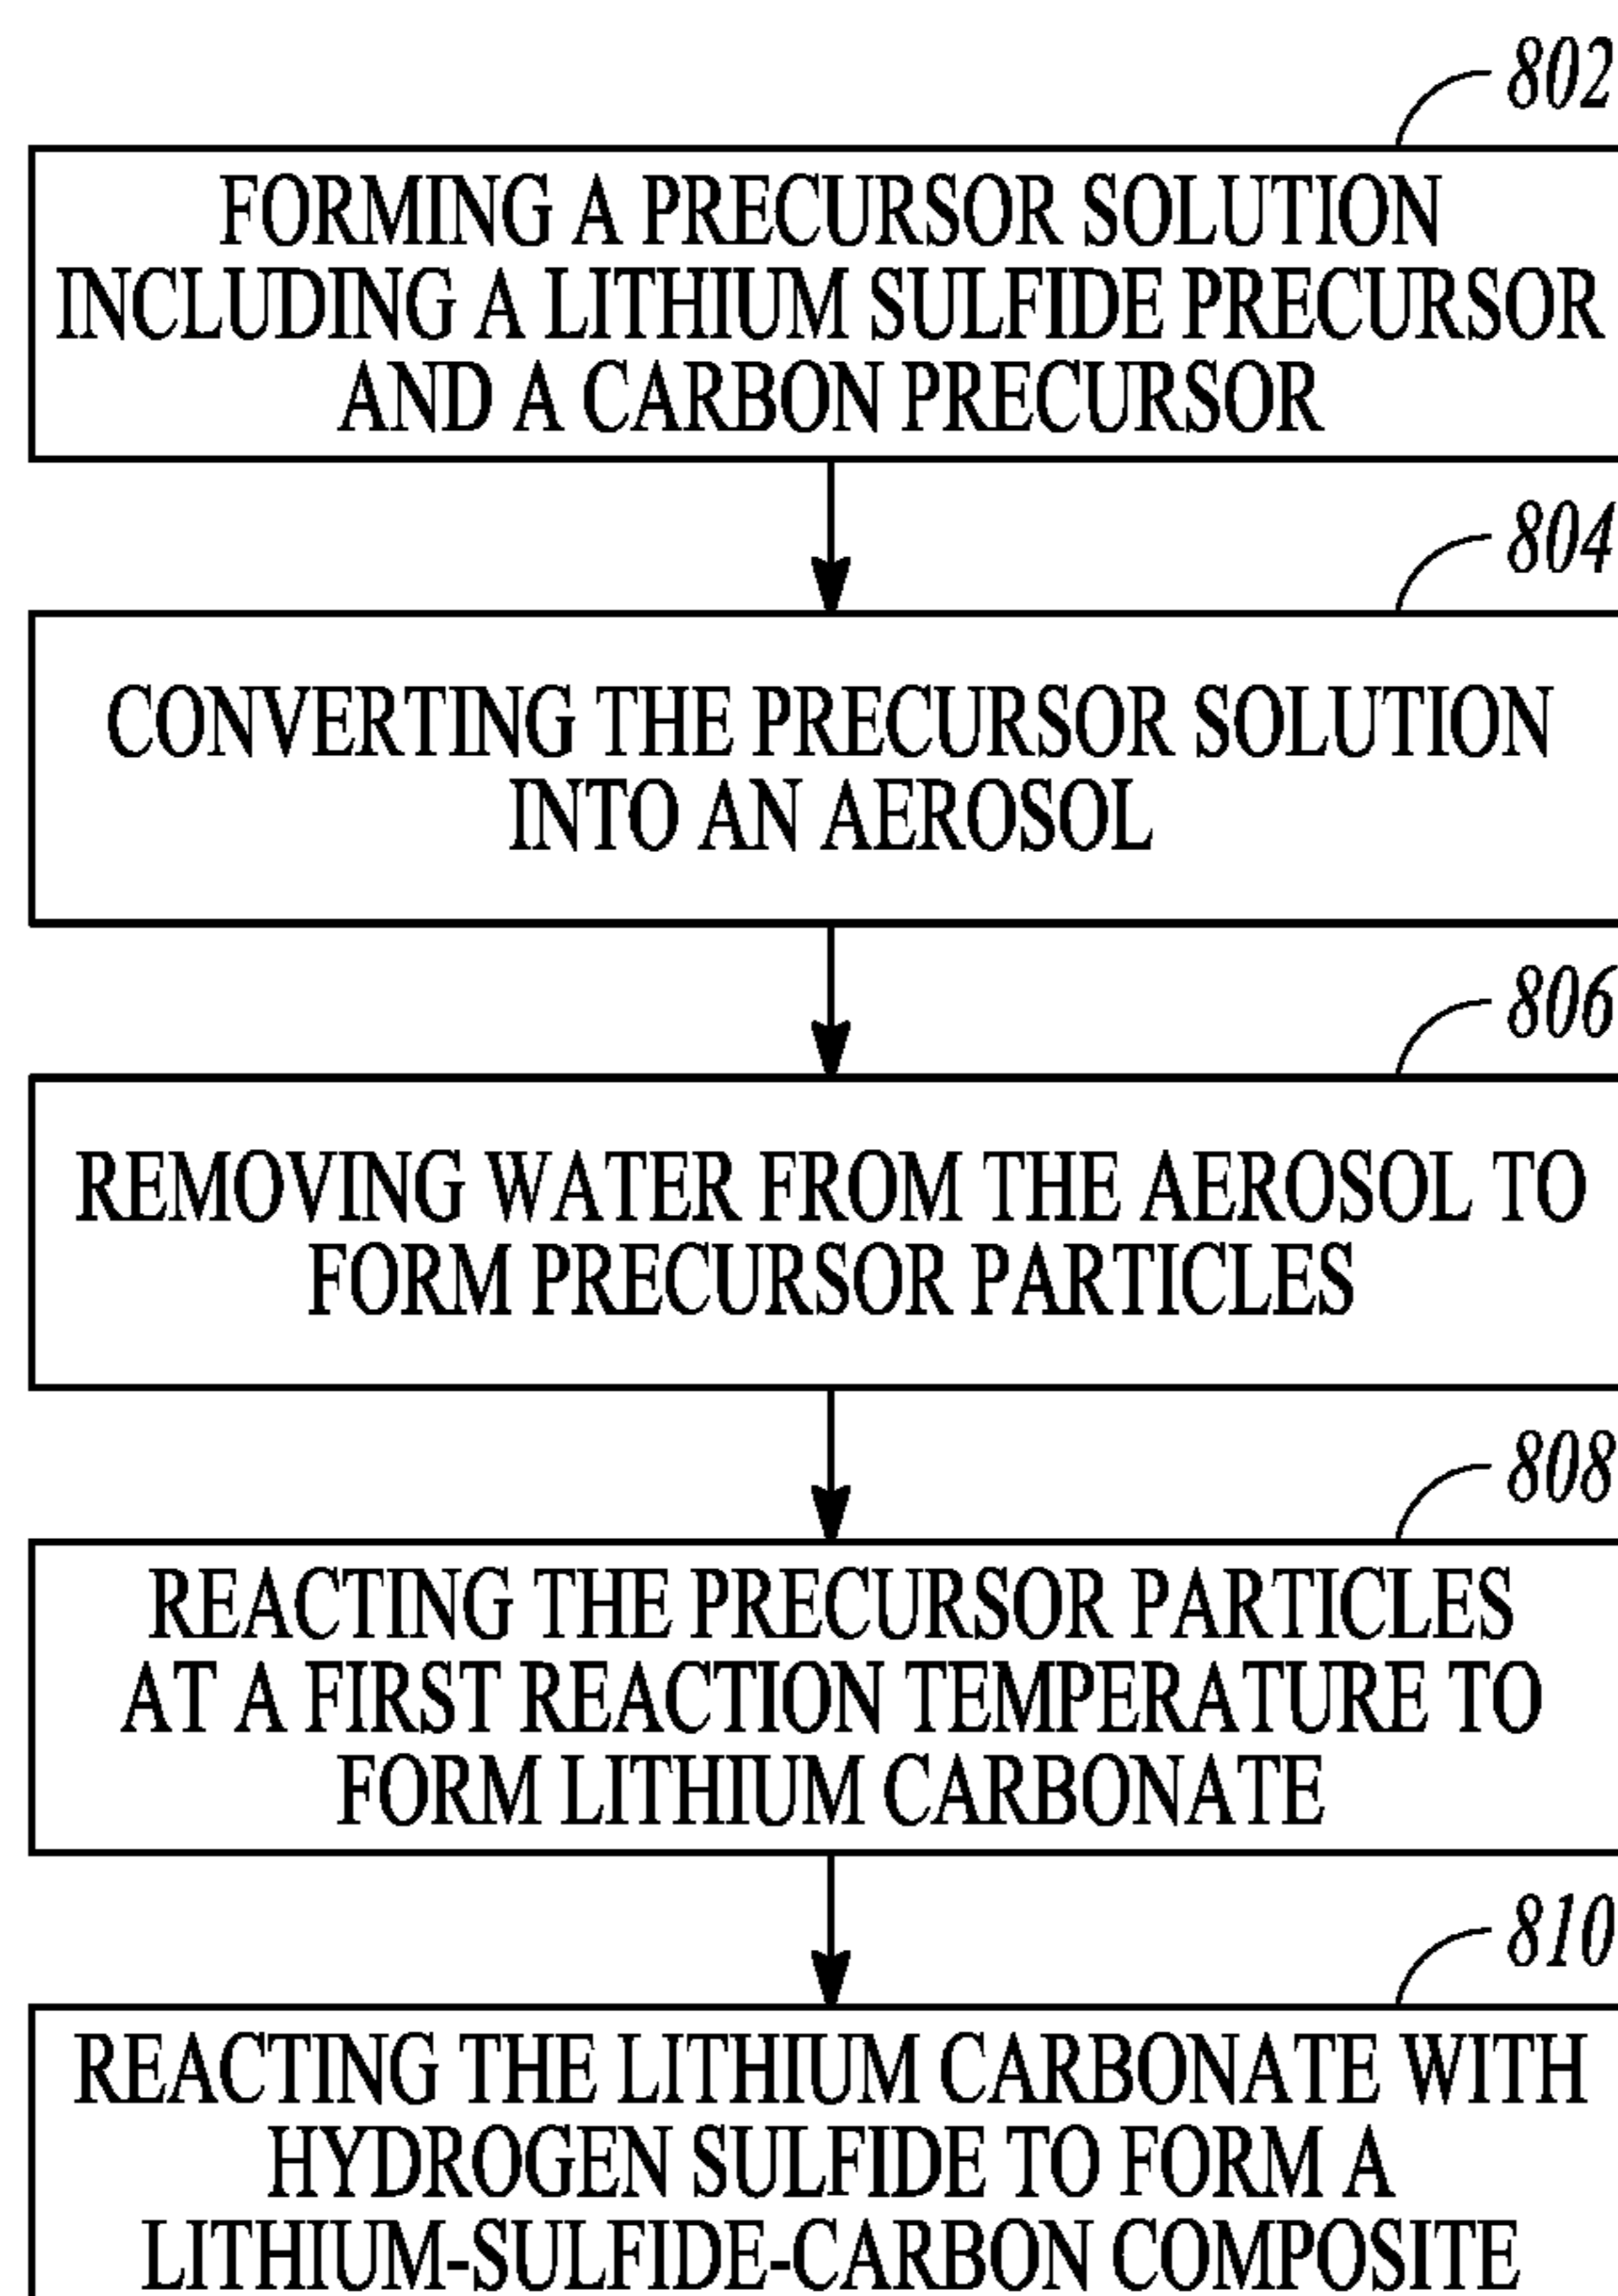 802
FORMING A PRECURSOR SOLUTION
INCLUDING A LITHIUM SULFIDE PRECURSOR
AND A CARBON PRECURSOR
804
CONVERTING THE PRECURSOR SOLUTION
INTO AN AEROSOL
806
REMOVING WATER FROM THE AEROSOL TO
FORM PRECURSOR PARTICLES
808
REACTING THE PRECURSOR PARTICLES
AT A FIRST REACTION TEMPERATURE TO
FORM LITHIUM CARBONATE
810
REACTING THE LITHIUM CARBONATE WITH
HYDROGEN SULFIDE TO FORM A
LITHIUM-SULFIDE-CARBON COMPOSITE